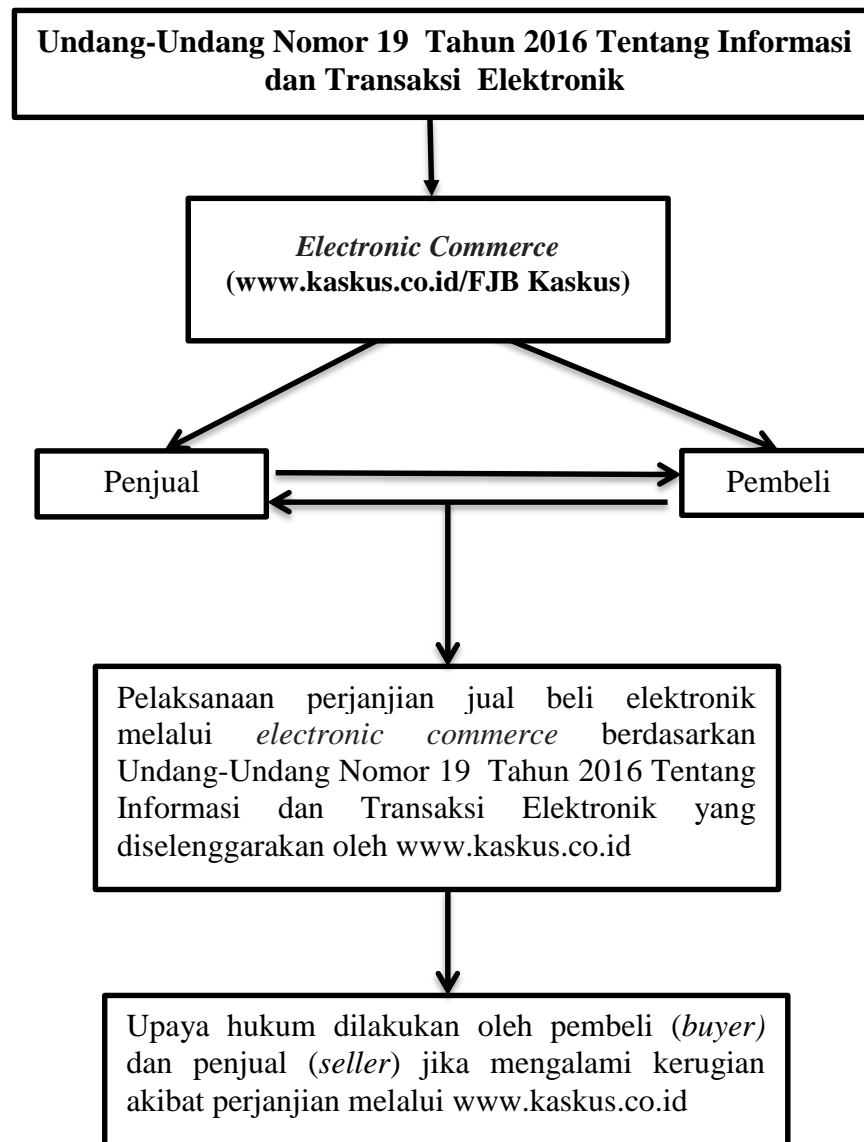 Undang-Undang Nomor 19 Tahun 2016 Tentang Informasi
dan Transaksi Elektronik
Electronic Commerce
(www.kaskus.co.id/FJB Kaskus)
Penjual
Pembeli
Pelaksanaan perjanjian jual beli elektronik
melalui electronic commerce berdasarkan
Undang-Undang Nomor 19 Tahun 2016 Tentang
Informasi dan Transaksi Elektronik yang
diselenggarakan oleh www.kaskus.co.id
Upaya hukum dilakukan oleh pembeli (buyer)
dan penjual (seller) jika mengalami kerugian
akibat perjanjian melalui www.kaskus.co.id